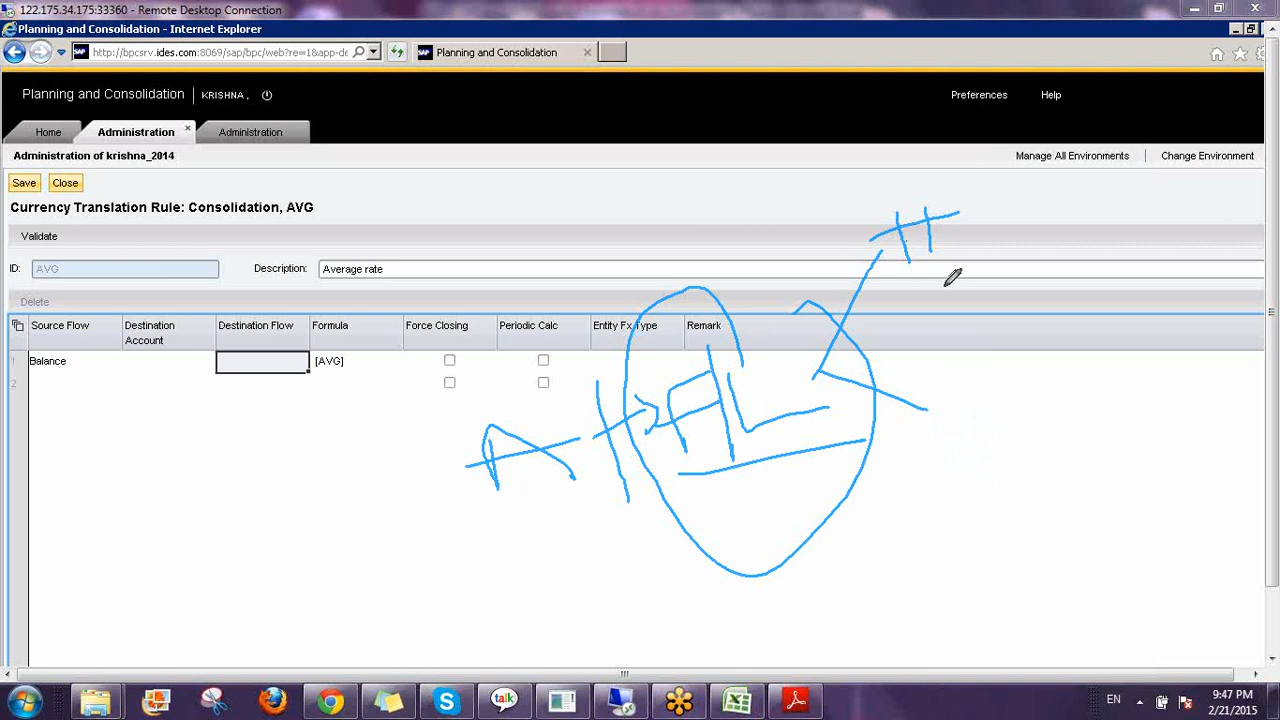 122.175.34.175:33360 - Remote Desktop Connection
Planning and Consolidation - Internet Explorer
http://bpcsrv.ides.com:8069/sap/bpc/web?re=1&app-de
SAP Planning and Consolidation
Planning and Consolidation KRISHNA .
Preferences Help
Home Administration Administration
Administration of krishna_2014
Manage All Environments Change Environment
Save Close
Currency Translation Rule: Consolidation, AVG
Validate
ID: AVG Description: Average rate
Delete
Source Flow Destination Account Destination Flow Formula Force Closing Periodic Calc Entity Fx Type Remark
1 Balance [AVG]
2
talk
EN 9:47 PM
2/21/2015